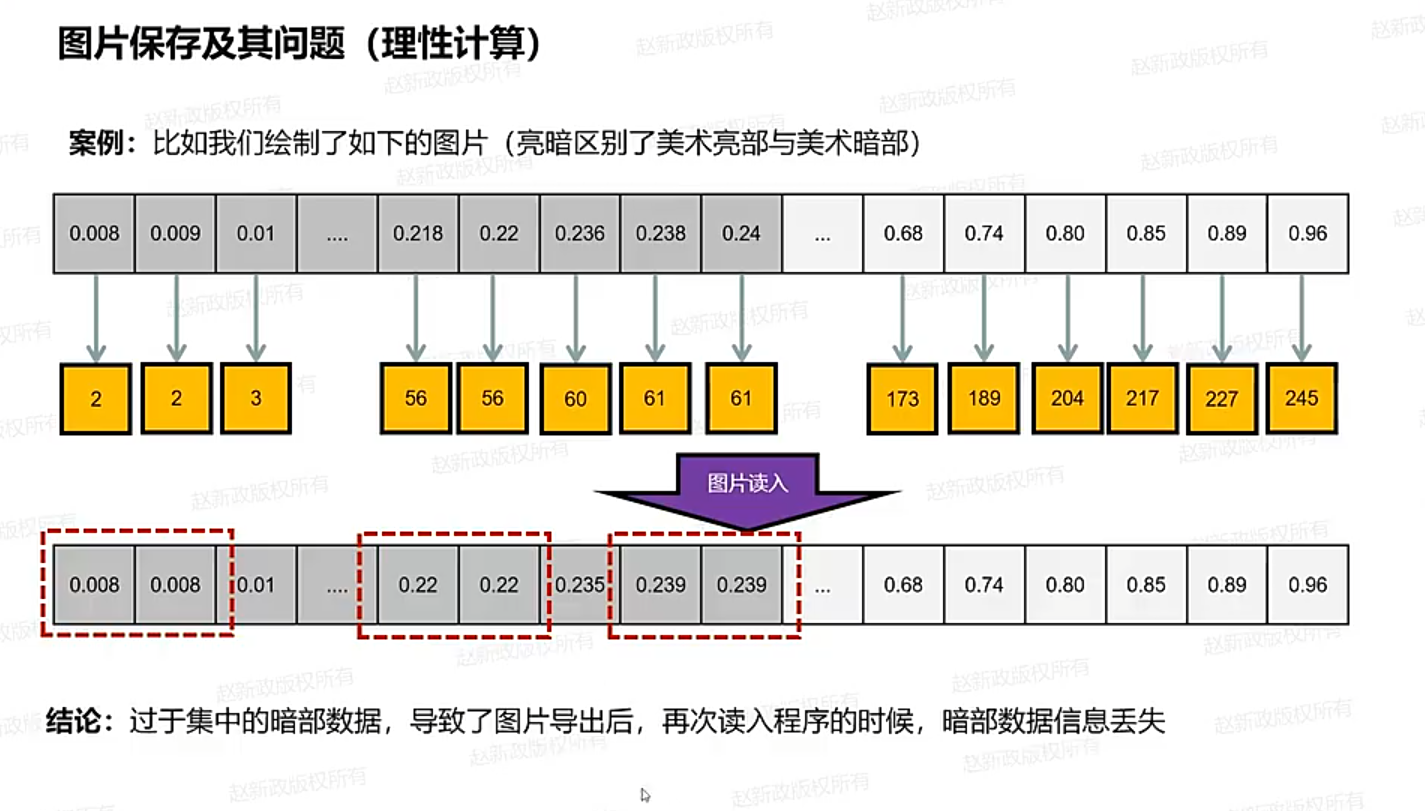 图片保存及其问题（理性计算）
案例：比如我们绘制了如下的图片（亮暗区别了美术亮部与美术暗部）
0.008 0.009 0.01 .... 0.218 0.22 0.236 0.238 0.24 ... 0.68 0.74 0.80 0.85 0.89 0.96
2 2 3 56 56 60 61 61 173 189 204 217 227 245
图片读入
0.008 0.008 0.01 .... 0.22 0.22 0.235 0.239 0.239 ... 0.68 0.74 0.80 0.85 0.89 0.96
结论：过于集中的暗部数据，导致了图片导出后，再次读入程序的时候，暗部数据信息丢失
赵新政版权所有